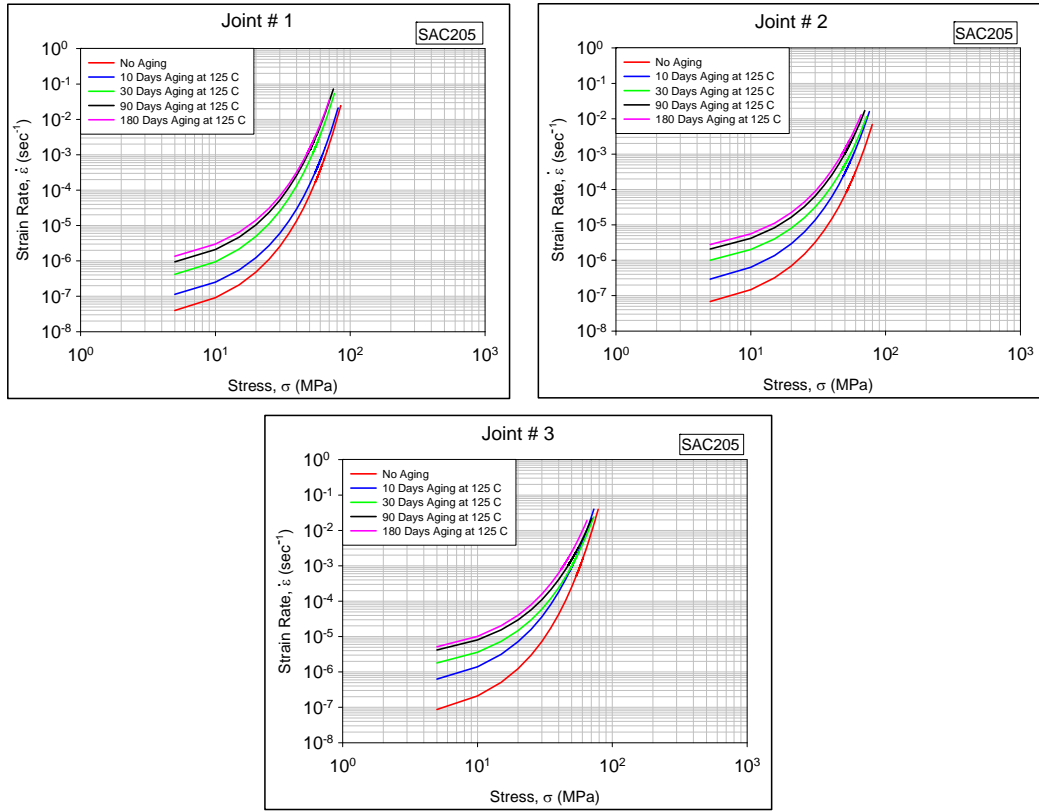 Joint # 1
SAC205
No Aging
10 Days Aging at 125 C
30 Days Aging at 125 C
90 Days Aging at 125 C
180 Days Aging at 125 C
Strain Rate, ε̇ (sec⁻¹)
10⁰
10⁻¹
10⁻²
10⁻³
10⁻⁴
10⁻⁵
10⁻⁶
10⁻⁷
10⁻⁸
10⁰ 10¹ 10² 10³
Stress, σ (MPa)
Joint # 2
SAC205
No Aging
10 Days Aging at 125 C
30 Days Aging at 125 C
90 Days Aging at 125 C
180 Days Aging at 125 C
Strain Rate, ε̇ (sec⁻¹)
10⁰
10⁻¹
10⁻²
10⁻³
10⁻⁴
10⁻⁵
10⁻⁶
10⁻⁷
10⁻⁸
10⁰ 10¹ 10² 10³
Stress, σ (MPa)
Joint # 3
SAC205
No Aging
10 Days Aging at 125 C
30 Days Aging at 125 C
90 Days Aging at 125 C
180 Days Aging at 125 C
Strain Rate, ε̇ (sec⁻¹)
10⁰
10⁻¹
10⁻²
10⁻³
10⁻⁴
10⁻⁵
10⁻⁶
10⁻⁷
10⁻⁸
10⁰ 10¹ 10² 10³
Stress, σ (MPa)